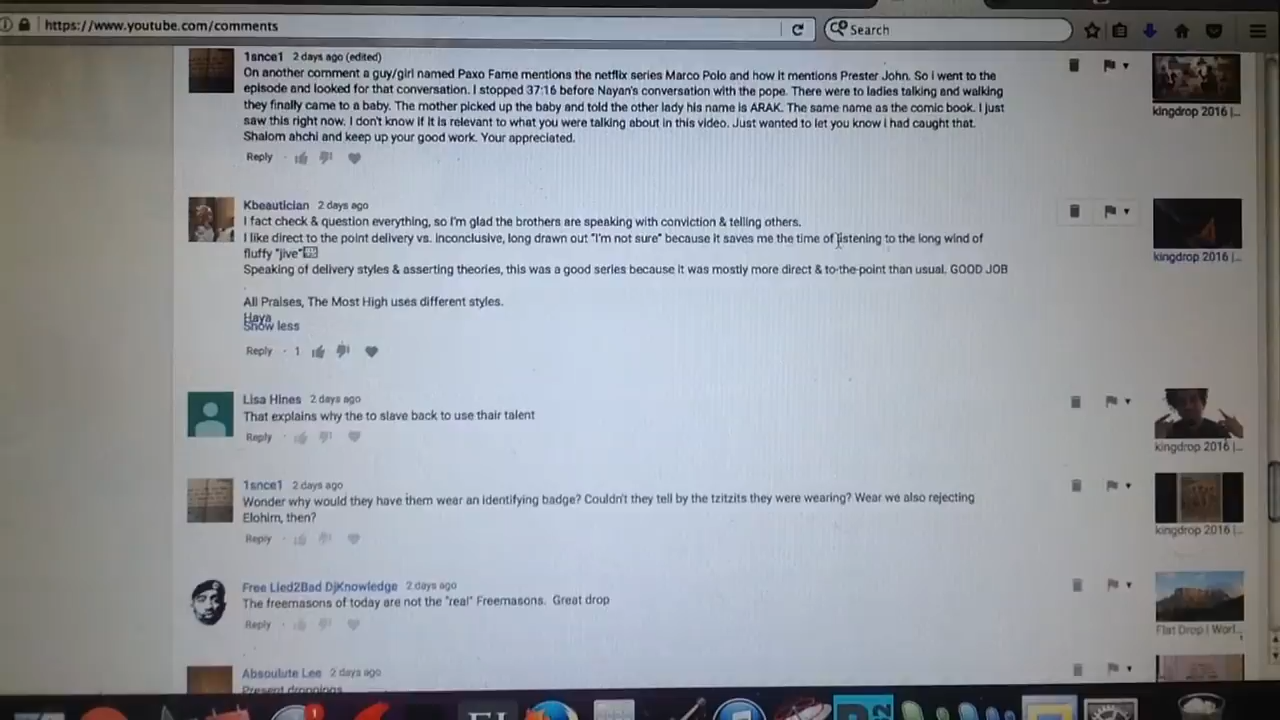 https://www.youtube.com/comments
Search
1snce1 2 days ago (edited)
On another comment a guy/girl named Paxo Fame mentions the netflix series Marco Polo and how it mentions Prester John. So I went to the
episode and looked for that conversation. I stopped 37:16 before Nayan's conversation with the pope. There were to ladies talking and walking
they finally came to a baby. The mother picked up the baby and told the other lady his name is ARAK. The same name as the comic book. I just
saw this right now. I don't know if it is relevant to what you were talking about in this video. Just wanted to let you know I had caught that.
Shalom ahchi and keep up your good work. Your appreciated.
kingdrop 2016 |...
Reply
Kbeautician 2 days ago
I fact check & question everything, so I'm glad the brothers are speaking with conviction & telling others.
I like direct to the point delivery vs. inconclusive, long drawn out "I'm not sure" because it saves me the time of listening to the long wind of
fluffy "jive"
kingdrop 2016 |...
Speaking of delivery styles & asserting theories, this was a good series because it was mostly more direct & to-the-point than usual. GOOD JOB
.
All Praises, The Most High uses different styles.
Haya
Show less
Reply · 1
Lisa Hines 2 days ago
That explains why the to slave back to use thair talent
Reply
kingdrop 2016 |...
1snce1 2 days ago
Wonder why would they have them wear an identifying badge? Couldn't they tell by the tzitzits they were wearing? Wear we also rejecting
Elohim, then?
kingdrop 2016 |...
Reply
Free Lied2Bad DjKnowledge 2 days ago
The freemasons of today are not the "real" Freemasons. Great drop
Reply
Flat Drop | Worl...
Absoulute Lee 2 days ago
Present droppings
1